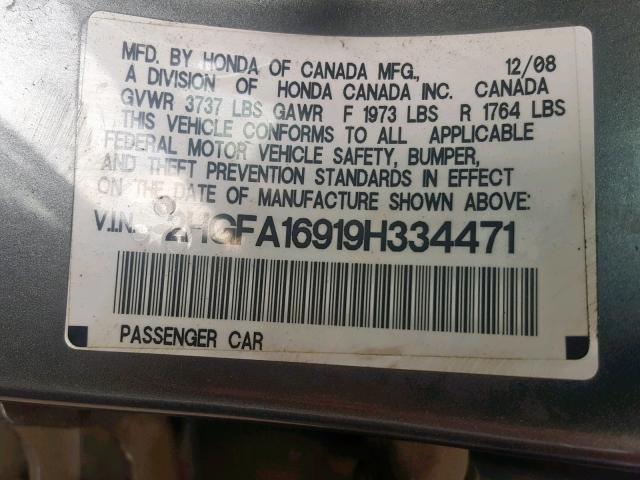 MFD. BY HONDA OF CANADA MFG., 12/08
A DIVISION OF HONDA CANADA INC. CANADA
GVWR 3737 LBS GAWR F 1973 LBS R 1764 LBS
THIS VEHICLE CONFORMS TO ALL APPLICABLE
FEDERAL MOTOR VEHICLE SAFETY, BUMPER,
AND THEFT PREVENTION STANDARDS IN EFFECT
ON THE DATE OF MANUFACTURE SHOWN ABOVE:
V.I.N. 2HGFA16919H334471
PASSENGER CAR